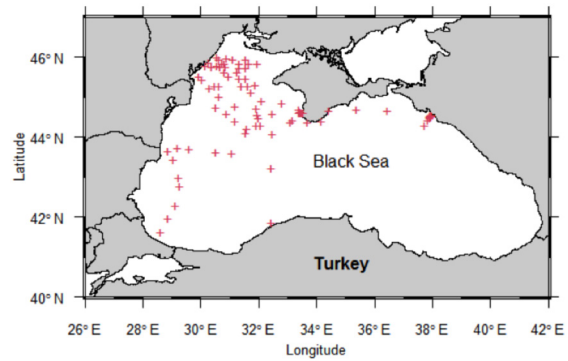 46° N
Latitude
44° N
Black Sea
42° N
Turkey
40° N
26° E 28° E 30° E 32° E 34° E 36° E 38° E 40° E 42° E
Longitude